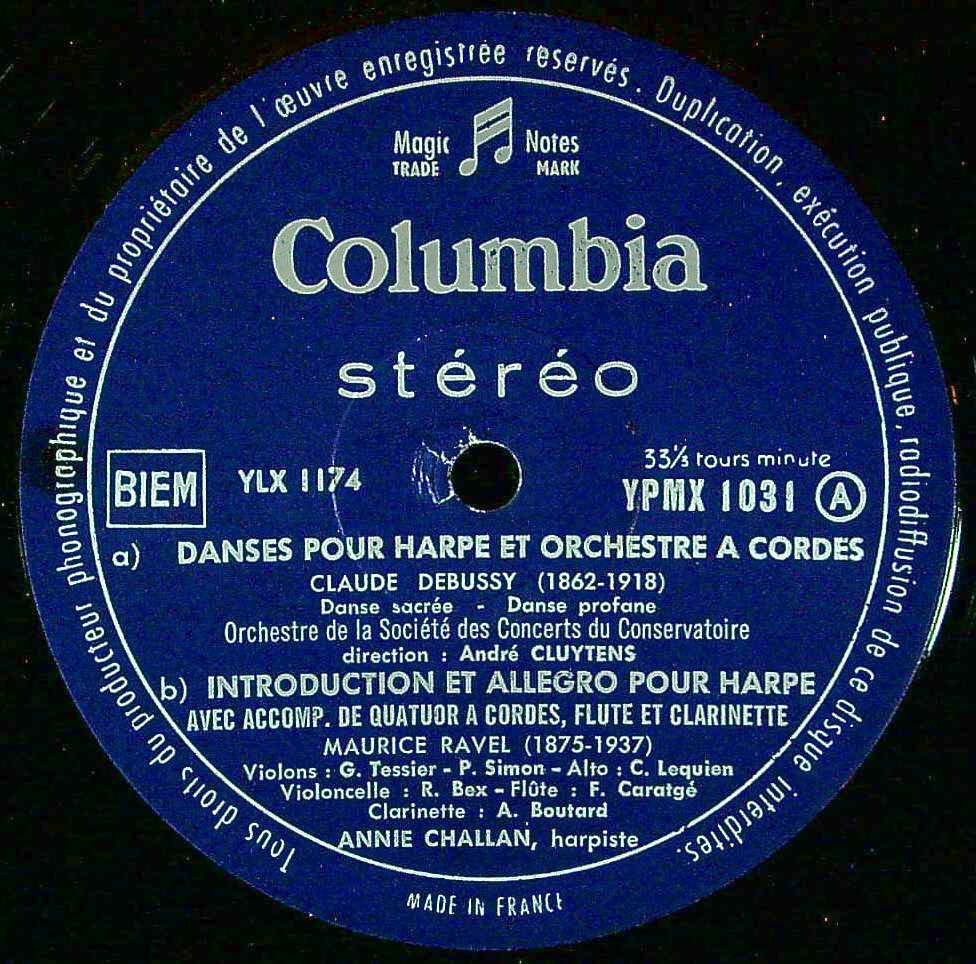 Tous droits du producteur phonographique et du propriétaire de l'œuvre enregistrée réservés. Duplication, exécution publique, radiodiffusion de ce disque interdites.
Magic Notes
TRADE MARK
Columbia
stéréo
33⅓ tours minute
BIEM YLX 1174 YPMX 1031 A
a) DANSES POUR HARPE ET ORCHESTRE A CORDES
CLAUDE DEBUSSY (1862-1918)
Danse sacrée - Danse profane
Orchestre de la Société des Concerts du Conservatoire
direction : André CLUYTENS
b) INTRODUCTION ET ALLEGRO POUR HARPE
AVEC ACCOMP. DE QUATUOR A CORDES, FLUTE ET CLARINETTE
MAURICE RAVEL (1875-1937)
Violons : G. Tessier - P. Simon - Alto : C. Lequien
Violoncelle : R. Bex - Flûte : F. Caratgé
Clarinette : A. Boutard
ANNIE CHALLAN, harpiste
MADE IN FRANCE